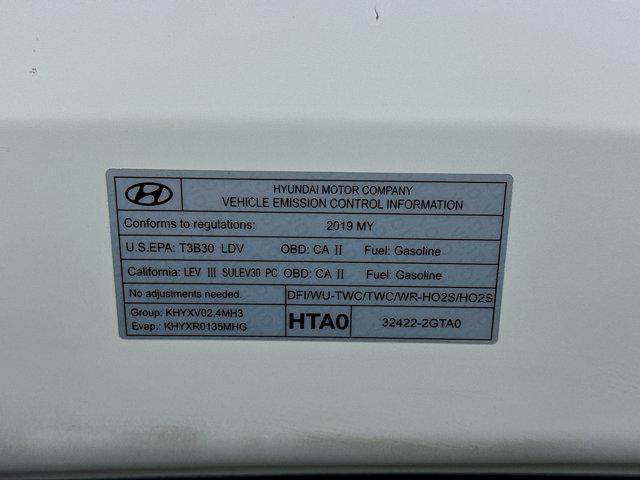 HYUNDAI MOTOR COMPANY
VEHICLE EMISSION CONTROL INFORMATION
Conforms to regulations: 2019 MY
U.S.EPA: T3B30 LDV OBD: CA II Fuel: Gasoline
California: LEV III SULEV30 PC OBD: CA II Fuel: Gasoline
No adjustments needed. DFI/WU-TWC/TWC/WR-HO2S/HO2S
Group: KHYXV02.4MH3
Evap.: KHYXR0135MHG
HTA0 32422-2GTA0